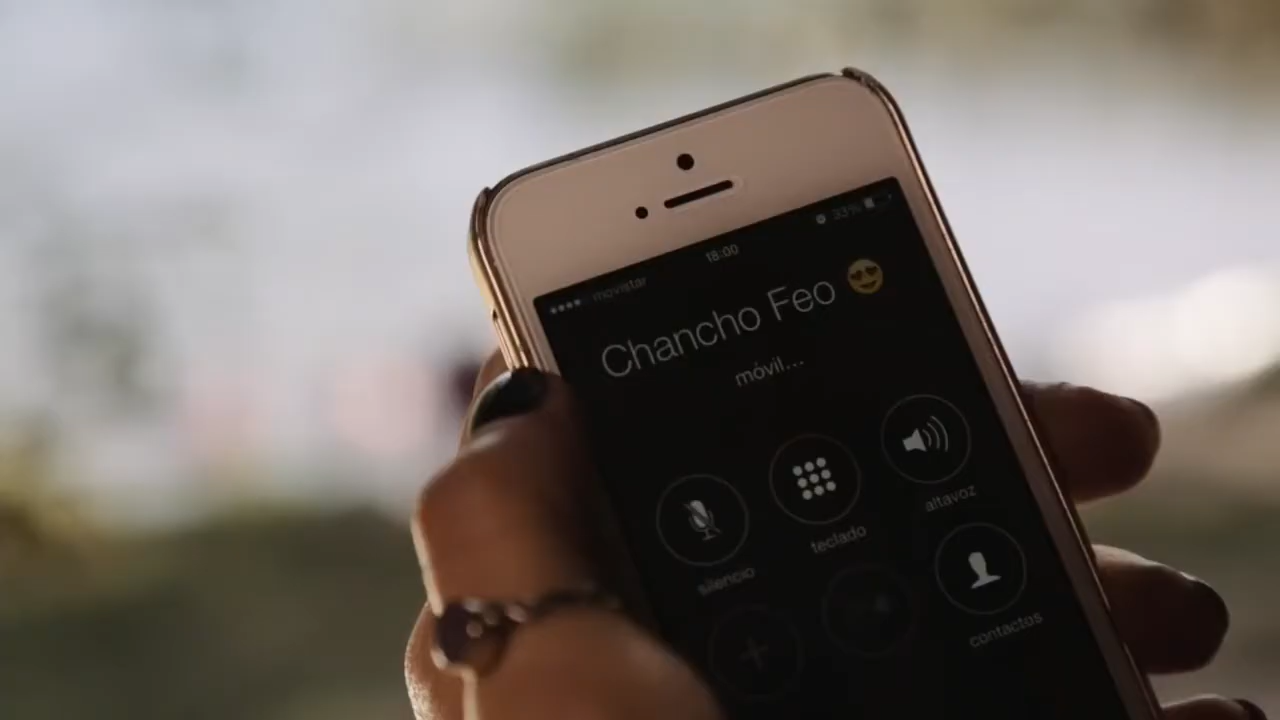 movistar
18:00
33%
Chancho Feo 😍
móvil...
silencio
teclado
altavoz
contactos